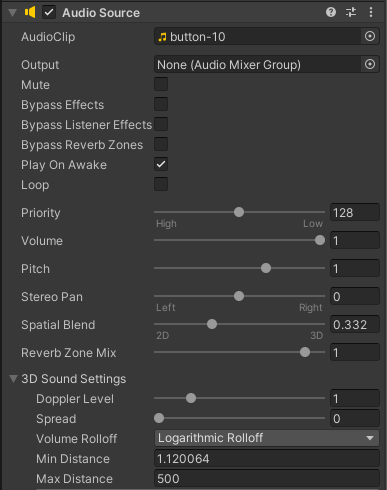 Audio Source
AudioClip button-10
Output None (Audio Mixer Group)
Mute
Bypass Effects
Bypass Listener Effects
Bypass Reverb Zones
Play On Awake
Loop
Priority 128
High Low
Volume 1
Pitch 1
Stereo Pan 0
Left Right
Spatial Blend 0.332
2D 3D
Reverb Zone Mix 1
3D Sound Settings
Doppler Level 1
Spread 0
Volume Rolloff Logarithmic Rolloff
Min Distance 1.120064
Max Distance 500